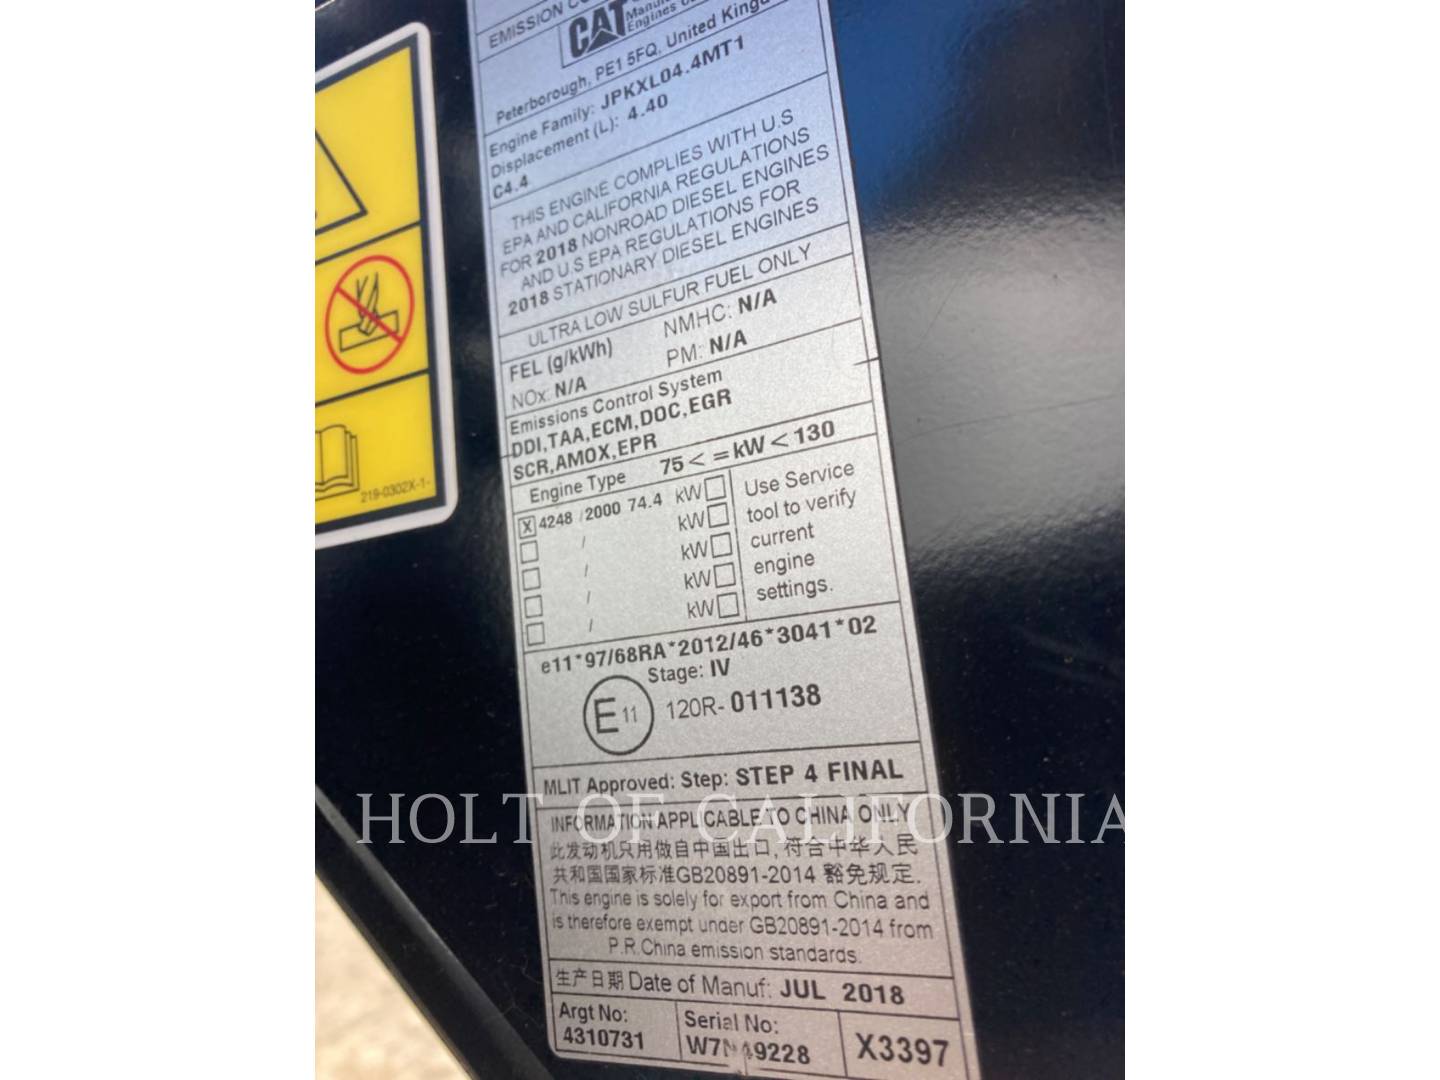 EMISSION
CAT
Engines
Peterborough, PE1 5FQ, United
Engine Family: JPKXL04.4MT1
Displacement (L): 4.40
C4.4
THIS ENGINE COMPLIES WITH U.S
EPA AND CALIFORNIA REGULATIONS
FOR 2018 NONROAD DIESEL ENGINES
AND U.S EPA REGULATIONS FOR
2018 STATIONARY DIESEL ENGINES
ULTRA LOW SULFUR FUEL ONLY
FEL (g/kWh) NMHC: N/A
NOx: N/A PM: N/A
Emissions Control System
DDI,TAA,ECM,DOC,EGR
SCR,AMOX,EPR
Engine Type 75 < = kW < 130
X 4248 / 2000 74.4 kW
/ kW
/ kW
/ kW
/ kW
Use Service
tool to verify
current
engine
settings.
e11*97/68RA*2012/46*3041*02
Stage: IV
E 11 120R- 011138
MLIT Approved: Step: STEP 4 FINAL
INFORMATION APPLICABLE TO CHINA ONLY
此发动机只用做自中国出口, 符合中华人民
共和国国家标准GB20891-2014 豁免规定.
This engine is solely for export from China and
is therefore exempt under GB20891-2014 from
P.R.China emission standards.
生产日期 Date of Manuf: JUL 2018
Argt No:
4310731
Serial No:
W7N49228
X3397
219-0302X-1-
HOLT OF CALIFORNIA